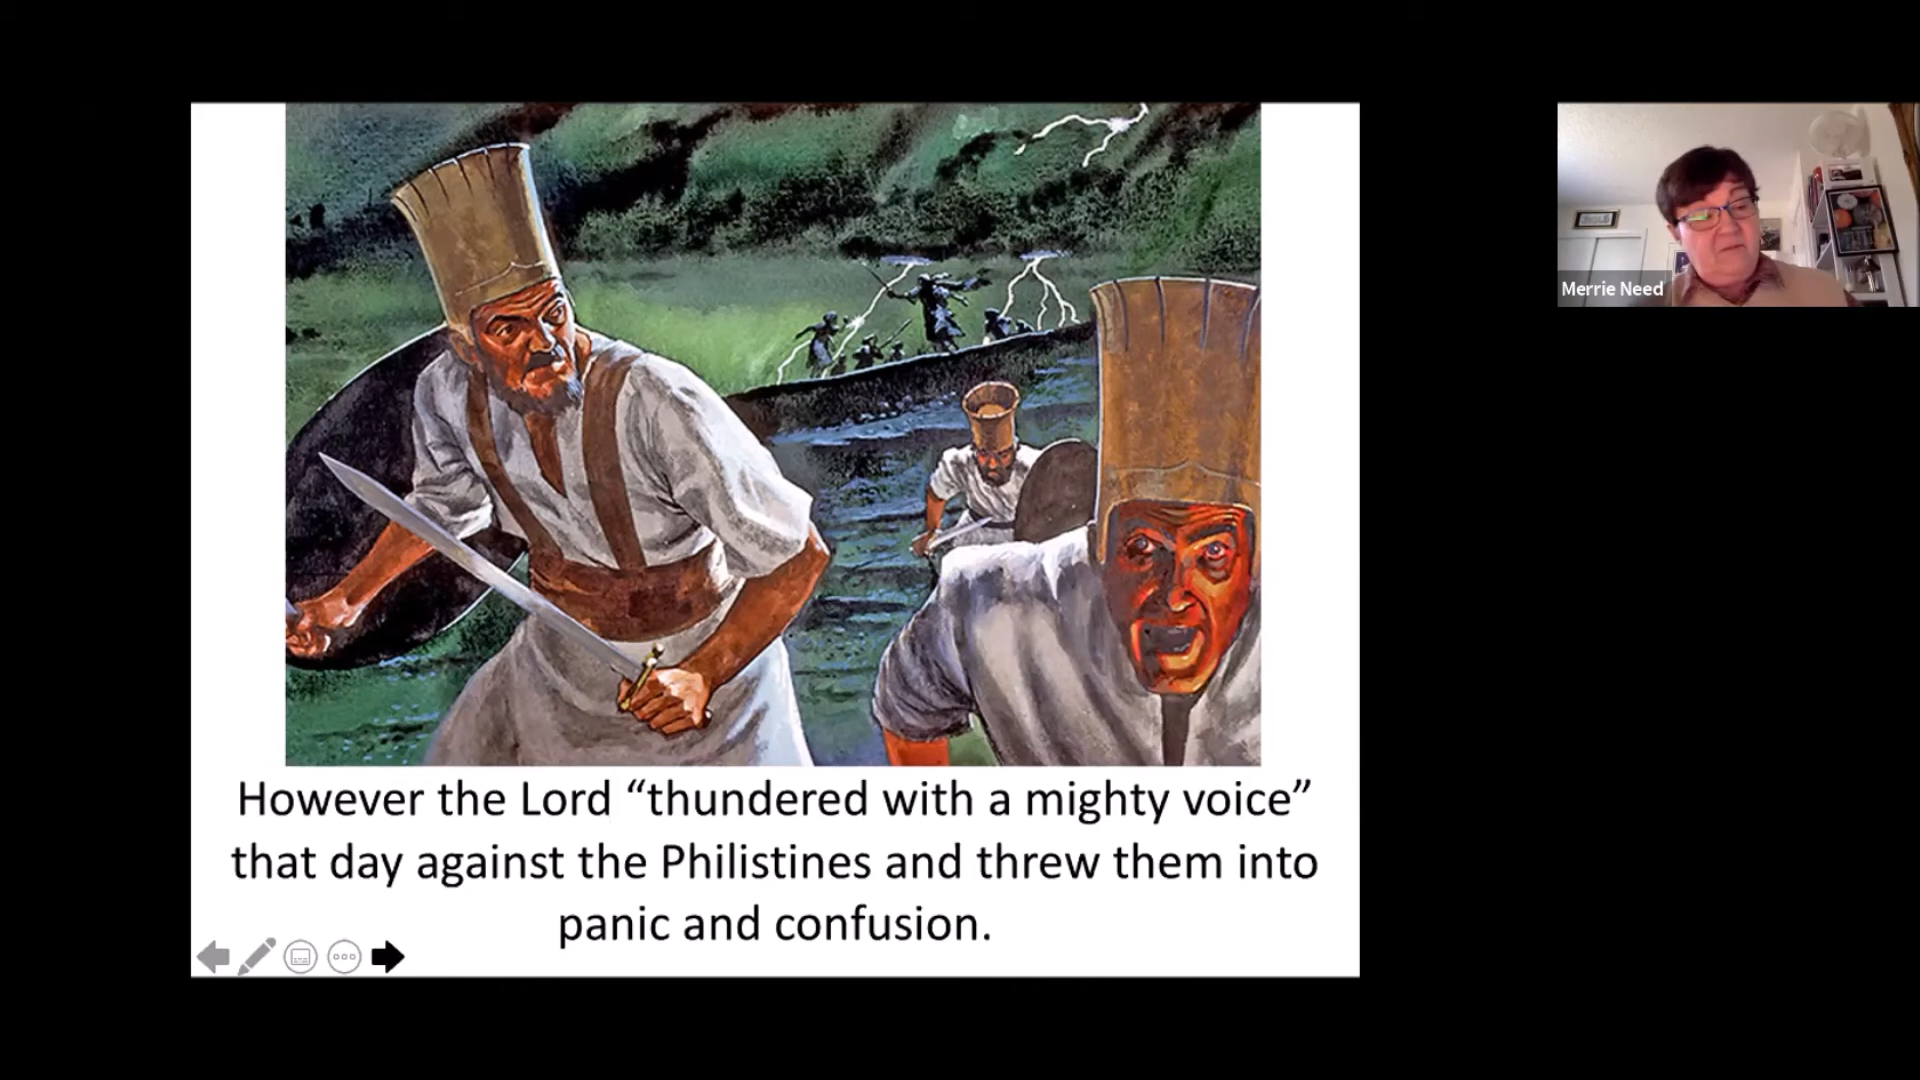 However the Lord “thundered with a mighty voice”
that day against the Philistines and threw them into
panic and confusion.
Merrie Need